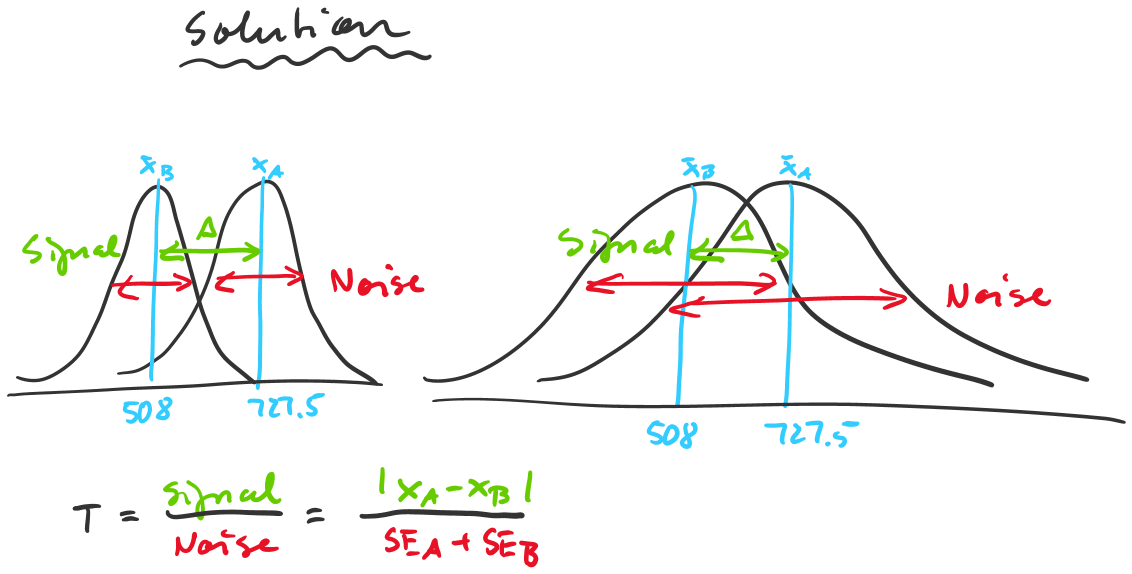 Solution
x̄B xA x̄B x̄A
Signal Δ Signal Δ
Noise Noise
508 727.5 508 727.5
T = Signal / Noise = |xA - xB| / SEA + SEB